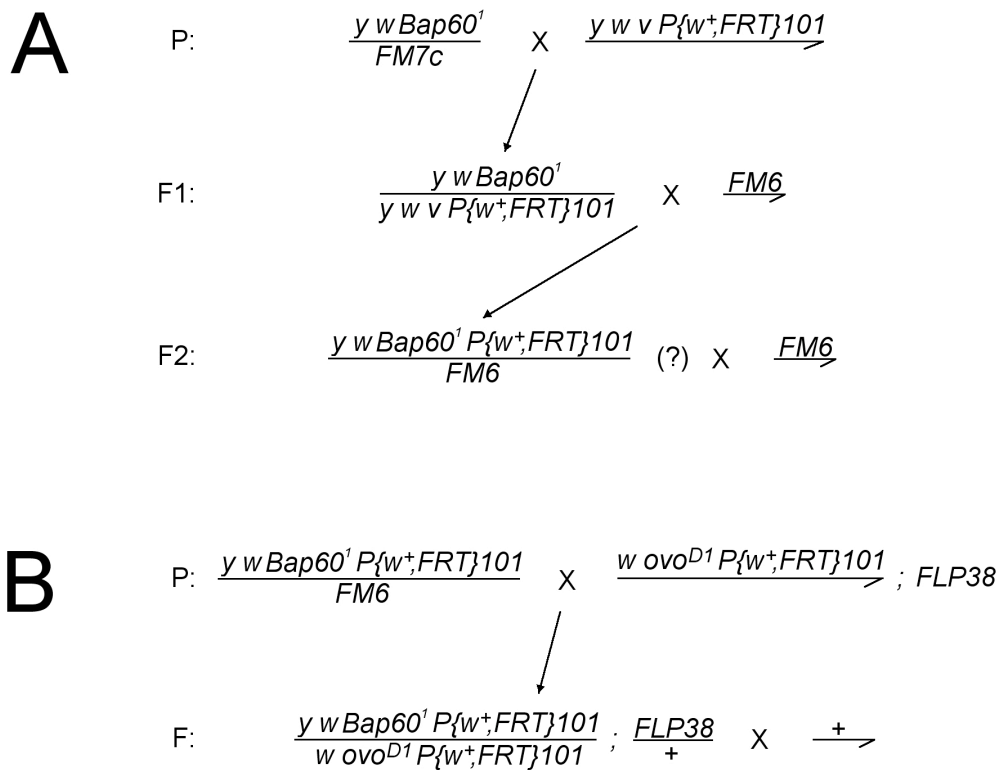 A
P: y w Bap60¹ X y w v P{w⁺,FRT}101
FM7c
F1: y w Bap60¹ X FM6
y w v P{w⁺,FRT}101
F2: y w Bap60¹ P{w⁺,FRT}101 (?) X FM6
FM6
B
P: y w Bap60¹ P{w⁺,FRT}101 X w ovoᴰ¹ P{w⁺,FRT}101 ; FLP38
FM6
F: y w Bap60¹ P{w⁺,FRT}101 ; FLP38 X +
w ovoᴰ¹ P{w⁺,FRT}101 +